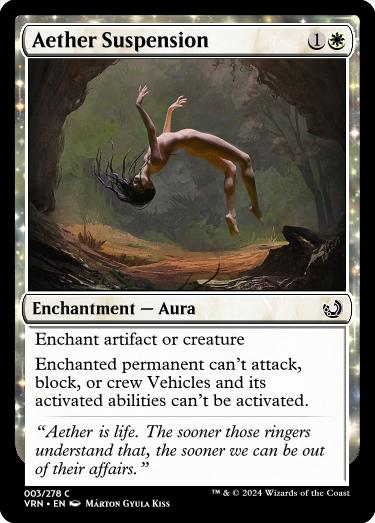 Aether Suspension 1
Enchantment — Aura
Enchant artifact or creature
Enchanted permanent can't attack,
block, or crew Vehicles and its
activated abilities can't be activated.
"Aether is life. The sooner those ringers
understand that, the sooner we can be out
of their affairs."
003/278 C
VRN • EN Márton Gyula Kiss
™ & © 2024 Wizards of the Coast